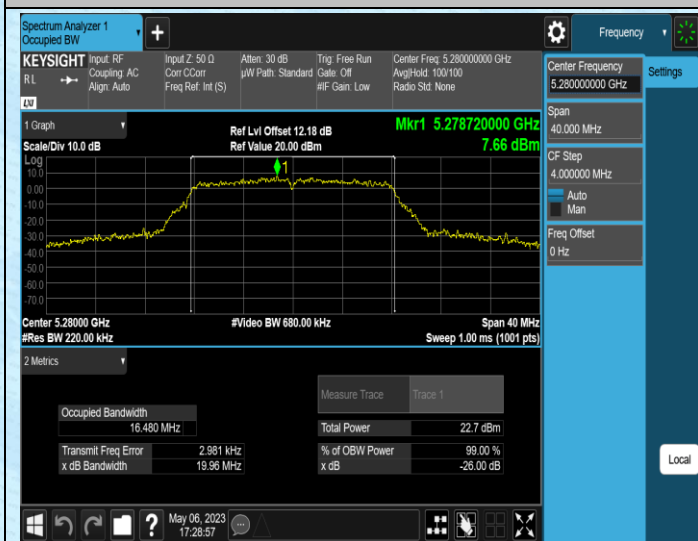 Spectrum Analyzer 1
Occupied BW
Frequency
KEYSIGHT
RL
LXI
Input: RF
Coupling: AC
Align: Auto
Input Z: 50 Ω
Corr CCorr
Freq Ref: Int (S)
Atten: 30 dB
µW Path: Standard
Trig: Free Run
Gate: Off
#IF Gain: Low
Center Freq: 5.280000000 GHz
Avg|Hold: 100/100
Radio Std: None
1 Graph
Scale/Div 10.0 dB
Ref Lvl Offset 12.18 dB
Ref Value 20.00 dBm
Mkr1 5.278720000 GHz
7.66 dBm
Log
10.0
0.00
-10.0
-20.0
-30.0
-40.0
-50.0
-60.0
-70.0
1
Center 5.28000 GHz
#Video BW 680.00 kHz
Span 40 MHz
#Res BW 220.00 kHz
Sweep 1.00 ms (1001 pts)
2 Metrics
Measure Trace
Trace 1
Occupied Bandwidth
16.480 MHz
Total Power
22.7 dBm
Transmit Freq Error
2.981 kHz
% of OBW Power
99.00 %
x dB Bandwidth
19.96 MHz
x dB
-26.00 dB
Center Frequency
5.280000000 GHz
Settings
Span
40.000 MHz
CF Step
4.000000 MHz
Auto
Man
Freq Offset
0 Hz
Local
?
May 06, 2023
17:28:57